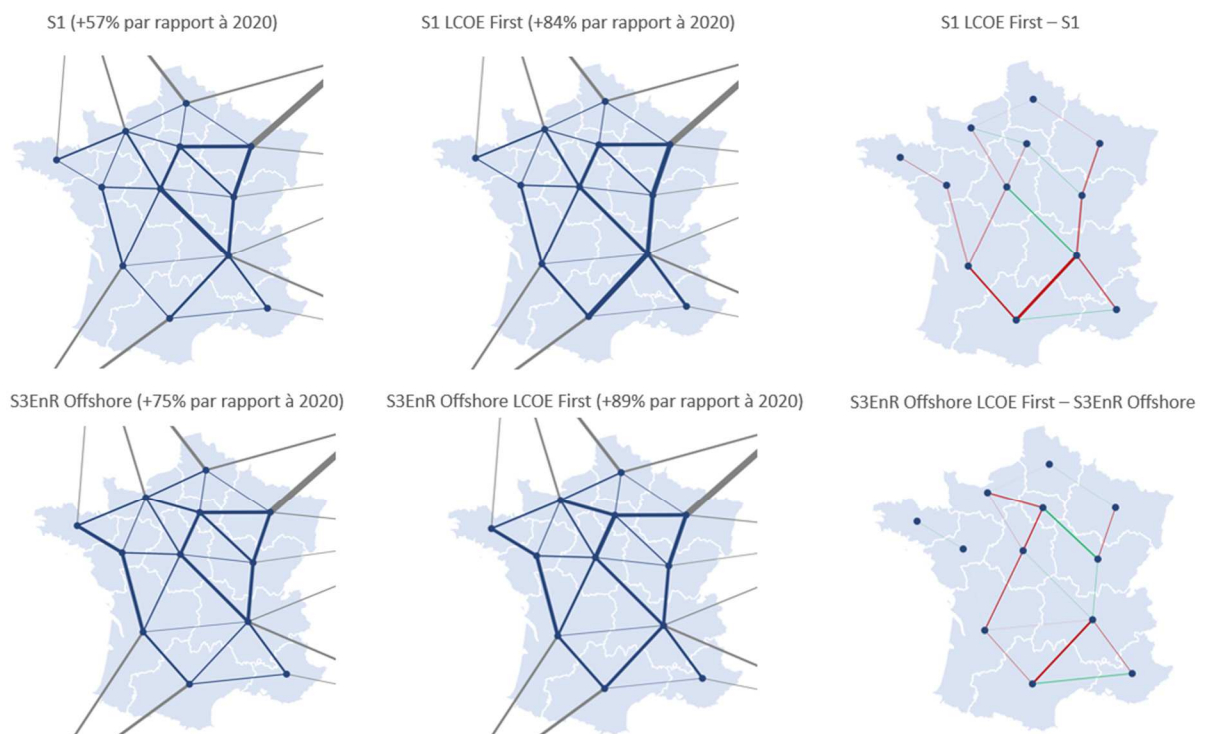 S1 (+57% par rapport à 2020)
S1 LCOE First (+84% par rapport à 2020)
S1 LCOE First – S1
S3EnR Offshore (+75% par rapport à 2020)
S3EnR Offshore LCOE First (+89% par rapport à 2020)
S3EnR Offshore LCOE First – S3EnR Offshore